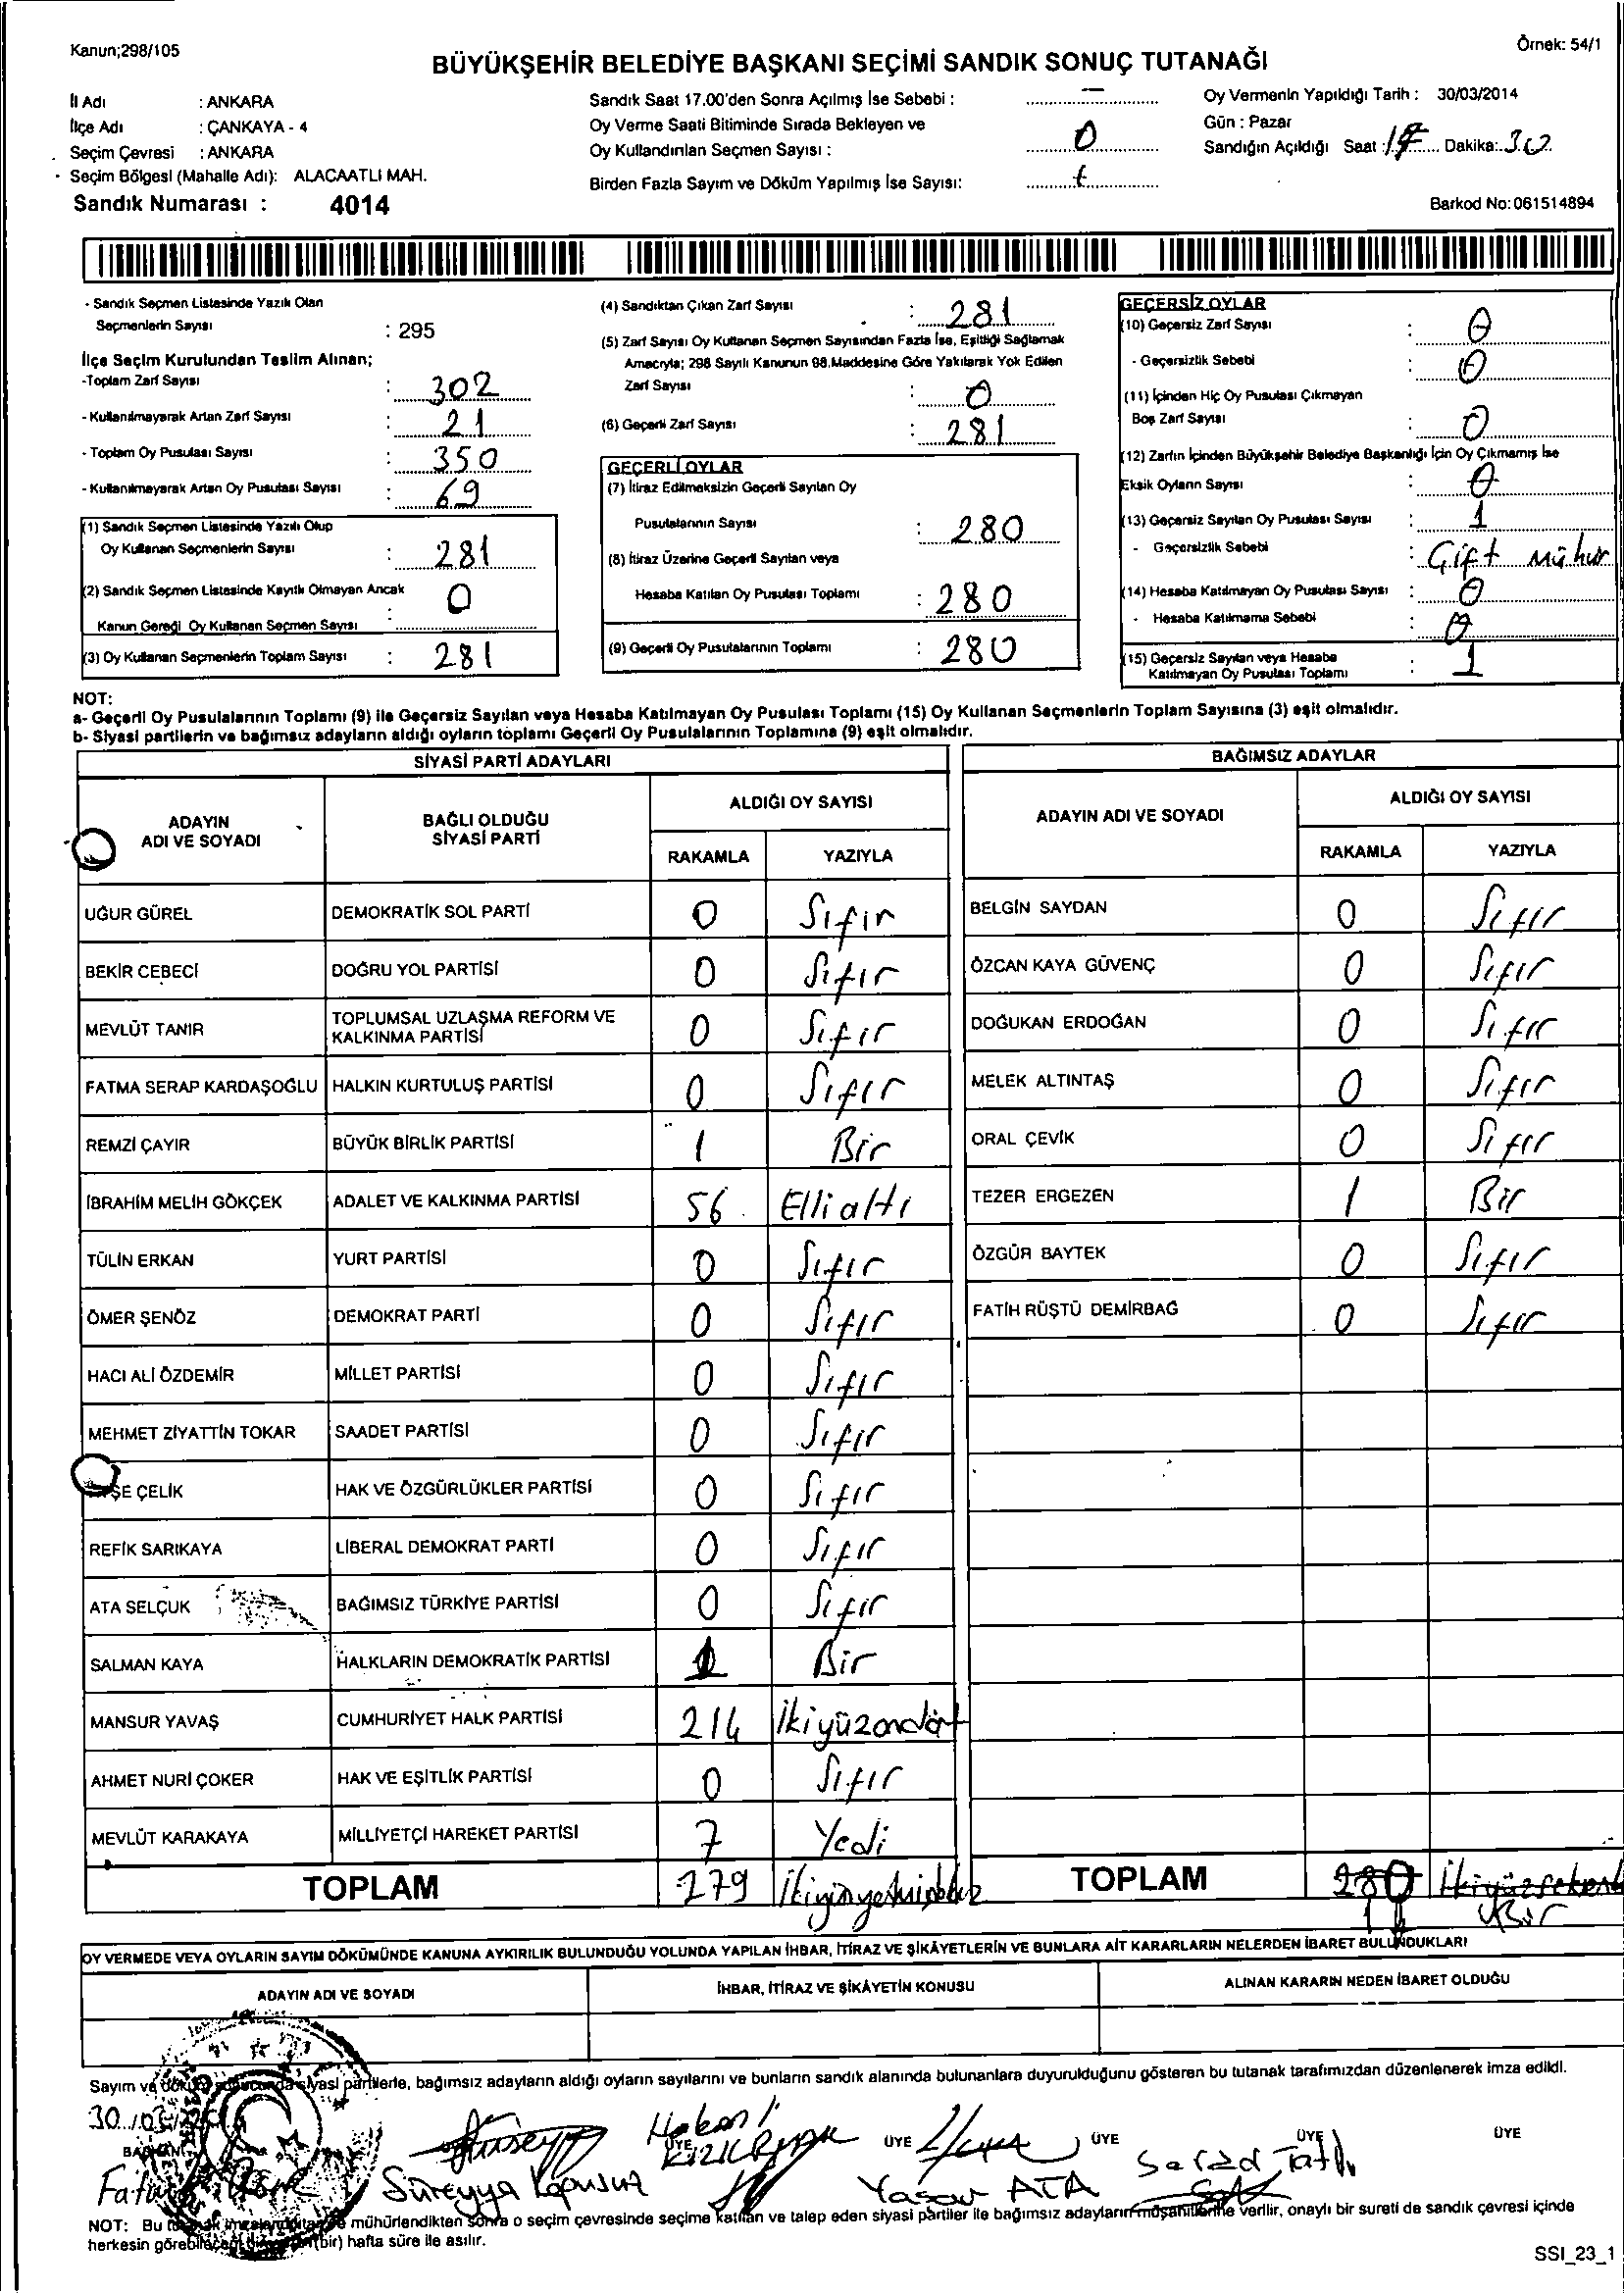 Kanun;298/105
Örnek: 54/1
BÜYÜKŞEHİR BELEDİYE BAŞKANI SEÇİMİ SANDIK SONUÇ TUTANAĞI
İl Adı : ANKARA
İlçe Adı : ÇANKAYA - 4
Seçim Çevresi : ANKARA
Seçim Bölgesi (Mahalle Adı): ALACAATLI MAH.
Sandık Numarası : 4014
Sandık Saat 17.00'den Sonra Açılmış İse Sebebi : –
Oy Verme Saati Bitiminde Sırada Bekleyen ve
Oy Kullandırılan Seçmen Sayısı : 0
Birden Fazla Sayım ve Döküm Yapılmış İse Sayısı:
Oy Vermenin Yapıldığı Tarih : 30/03/2014
Gün : Pazar
Sandığın Açıldığı Saat : 17 Dakika: 30
Barkod No:061514894
- Sandık Seçmen Listesinde Yazılı Olan
Seçmenlerin Sayısı : 295
İlçe Seçim Kurulundan Teslim Alınan;
-Toplam Zarf Sayısı : 302
- Kullanılmayarak Artan Zarf Sayısı : 21
- Toplam Oy Pusulası Sayısı : 350
- Kullanılmayarak Artan Oy Pusulası Sayısı : 69
(1) Sandık Seçmen Listesinde Yazılı Olup
Oy Kullanan Seçmenlerin Sayısı : 281
(2) Sandık Seçmen Listesinde Kayıtlı Olmayan Ancak
Kanun Gereği Oy Kullanan Seçmen Sayısı : 0
(3) Oy Kullanan Seçmenlerin Toplam Sayısı : 281
(4) Sandıktan Çıkan Zarf Sayısı : 281
(5) Zarf Sayısı Oy Kullanan Seçmen Sayısından Fazla İse, Eşitliği Sağlamak
Amacıyla; 298 Sayılı Kanunun 98.Maddesine Göre Yakılarak Yok Edilen
Zarf Sayısı : 0
(6) Geçerli Zarf Sayısı : 281
GEÇERLİ OYLAR
(7) İtiraz Edilmeksizin Geçerli Sayılan Oy
Pusulalarının Sayısı : 280
(8) İtiraz Üzerine Geçerli Sayılan veya
Hesaba Katılan Oy Pusulası Toplamı : 280
(9) Geçerli Oy Pusulalarının Toplamı : 280
GEÇERSİZ OYLAR
(10) Geçersiz Zarf Sayısı : 0
- Geçersizlik Sebebi : 0
(11) İçinden Hiç Oy Pusulası Çıkmayan
Boş Zarf Sayısı : 0
(12) Zarfın İçinden Büyükşehir Belediye Başkanlığı İçin Oy Çıkmamış İse
Eksik Oyların Sayısı : 0
(13) Geçersiz Sayılan Oy Pusulası Sayısı : 1
- Geçersizlik Sebebi : Çift Mühür
(14) Hesaba Katılmayan Oy Pusulası Sayısı : 0
- Hesaba Katılmama Sebebi : 0
(15) Geçersiz Sayılan veya Hesaba
Katılmayan Oy Pusulası Toplamı : 1
NOT:
a- Geçerli Oy Pusulalarının Toplamı (9) ile Geçersiz Sayılan veya Hesaba Katılmayan Oy Pusulası Toplamı (15) Oy Kullanan Seçmenlerin Toplam Sayısına (3) eşit olmalıdır.
b- Siyasi partilerin ve bağımsız adayların aldığı oyların toplamı Geçerli Oy Pusulalarının Toplamına (9) eşit olmalıdır.
SİYASİ PARTİ ADAYLARI
ADAYIN
ADI VE SOYADI
BAĞLI OLDUĞU
SİYASİ PARTİ
ALDIĞI OY SAYISI
RAKAMLA YAZIYLA
UĞUR GÜREL DEMOKRATİK SOL PARTİ 0 Sıfır
BEKİR CEBECİ DOĞRU YOL PARTİSİ 0 Sıfır
MEVLÜT TANIR TOPLUMSAL UZLAŞMA REFORM VE
KALKINMA PARTİSİ 0 Sıfır
FATMA SERAP KARDAŞOĞLU HALKIN KURTULUŞ PARTİSİ 0 Sıfır
REMZİ ÇAYIR BÜYÜK BİRLİK PARTİSİ 1 Bir
İBRAHİM MELİH GÖKÇEK ADALET VE KALKINMA PARTİSİ 56 Elli altı
TÜLİN ERKAN YURT PARTİSİ 0 Sıfır
ÖMER ŞENÖZ DEMOKRAT PARTİ 0 Sıfır
HACI ALİ ÖZDEMİR MİLLET PARTİSİ 0 Sıfır
MEHMET ZİYATTİN TOKAR SAADET PARTİSİ 0 Sıfır
ŞE ÇELİK HAK VE ÖZGÜRLÜKLER PARTİSİ 0 Sıfır
REFİK SARIKAYA LİBERAL DEMOKRAT PARTİ 0 Sıfır
ATA SELÇUK BAĞIMSIZ TÜRKİYE PARTİSİ 0 Sıfır
SALMAN KAYA HALKLARIN DEMOKRATİK PARTİSİ 1 Bir
MANSUR YAVAŞ CUMHURİYET HALK PARTİSİ 214 İkiyüzondört
AHMET NURİ ÇOKER HAK VE EŞİTLİK PARTİSİ 0 Sıfır
MEVLÜT KARAKAYA MİLLİYETÇİ HAREKET PARTİSİ 7 Yedi
TOPLAM 279 İkiyüzyetmişdokuz
BAĞIMSIZ ADAYLAR
ADAYIN ADI VE SOYADI
ALDIĞI OY SAYISI
RAKAMLA YAZIYLA
BELGİN SAYDAN 0 Sıfır
ÖZCAN KAYA GÜVENÇ 0 Sıfır
DOĞUKAN ERDOĞAN 0 Sıfır
MELEK ALTINTAŞ 0 Sıfır
ORAL ÇEVİK 0 Sıfır
TEZER ERGEZEN 1 Bir
ÖZGÜR BAYTEK 0 Sıfır
FATİH RÜŞTÜ DEMİRBAĞ 0 Sıfır
TOPLAM 280 İkiyüzseksen
1 Bir
OY VERMEDE VEYA OYLARIN SAYIM DÖKÜMÜNDE KANUNA AYKIRILIK BULUNDUĞU YOLUNDA YAPILAN İHBAR, İTİRAZ VE ŞİKÂYETLERİN VE BUNLARA AİT KARARLARIN NELERDEN İBARET BULUNDUKLARI
ADAYIN ADI VE SOYADI İHBAR, İTİRAZ VE ŞİKÂYETİN KONUSU ALINAN KARARIN NEDEN İBARET OLDUĞU
Sayım ve döküm sonucunda siyasi partilerle, bağımsız adayların aldığı oyların sayılarını ve bunların sandık alanında bulunanlara duyurulduğunu gösteren bu tutanak tarafımızdan düzenlenerek imza edildi.
30/03/
BAŞKAN ÜYE ÜYE ÜYE ÜYE ÜYE
Süreyya Yaşar ATA
NOT: Bu tutanak imzalandıktan ve mühürlendikten sonra o seçim çevresinde seçime katılan ve talep eden siyasi partiler ile bağımsız adayların müşahitlerine verilir, onaylı bir sureti de sandık çevresi içinde
herkesin görebileceği bir yere (bir) hafta süre ile asılır.
SSI_23_1